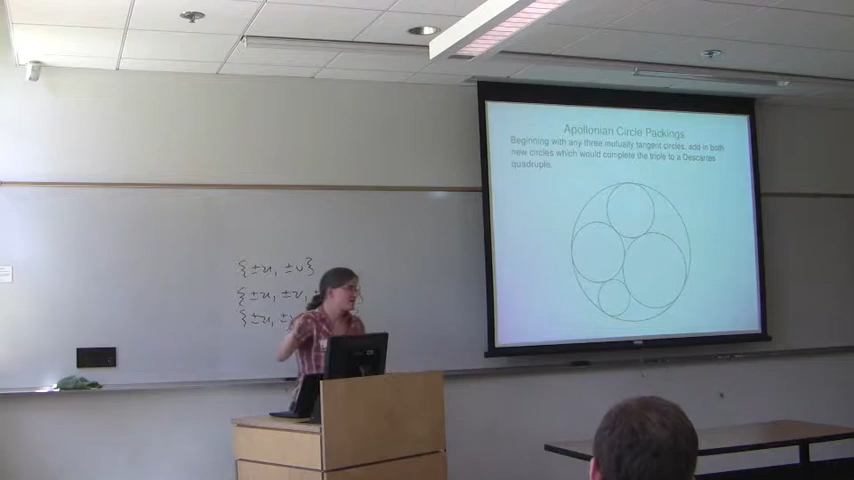 Apollonian Circle Packings
Beginning with any three mutually tangent circles, add in both
new circles which would complete the triple to a Descartes
quadruple.
{±u, ±v}
{±u, ±v,
{±u, ±v